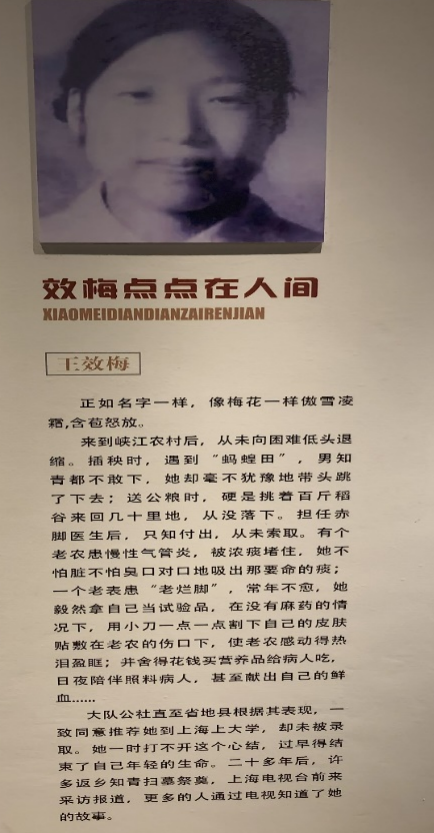 效梅点点在人间
XIAOMEIDIANDIANZAIRENJIAN
王效梅
正如名字一样，像梅花一样傲雪凌
霜,含苞怒放。
来到峡江农村后，从未向困难低头退
缩。插秧时，遇到“蚂蝗田”，男知
青都不敢下，她却毫不犹豫地带头跳
了下去；送公粮时，硬是挑着百斤稻
谷来回几十里地，从没落下。担任赤
脚医生后，只知付出，从未索取。有个
老农患慢性气管炎，被浓痰堵住，她不
怕脏不怕臭口对口地吸出那要命的痰；
一个老表患“老烂脚”，常年不愈，她
毅然拿自己当试验品，在没有麻药的情
况下，用小刀一点一点割下自己的皮肤
贴敷在老农的伤口下，使老农感动得热
泪盈眶；并舍得花钱买营养品给病人吃，
日夜陪伴照料病人，甚至献出自己的鲜
血......
大队公社直至省地县根据其表现，一
致同意推荐她到上海上大学，却未被录
取。她一时打不开这个心结，过早得结
束了自己年轻的生命。二十多年后，许
多返乡知青扫墓祭奠，上海电视台前来
采访报道，更多的人通过电视知道了她
的故事。